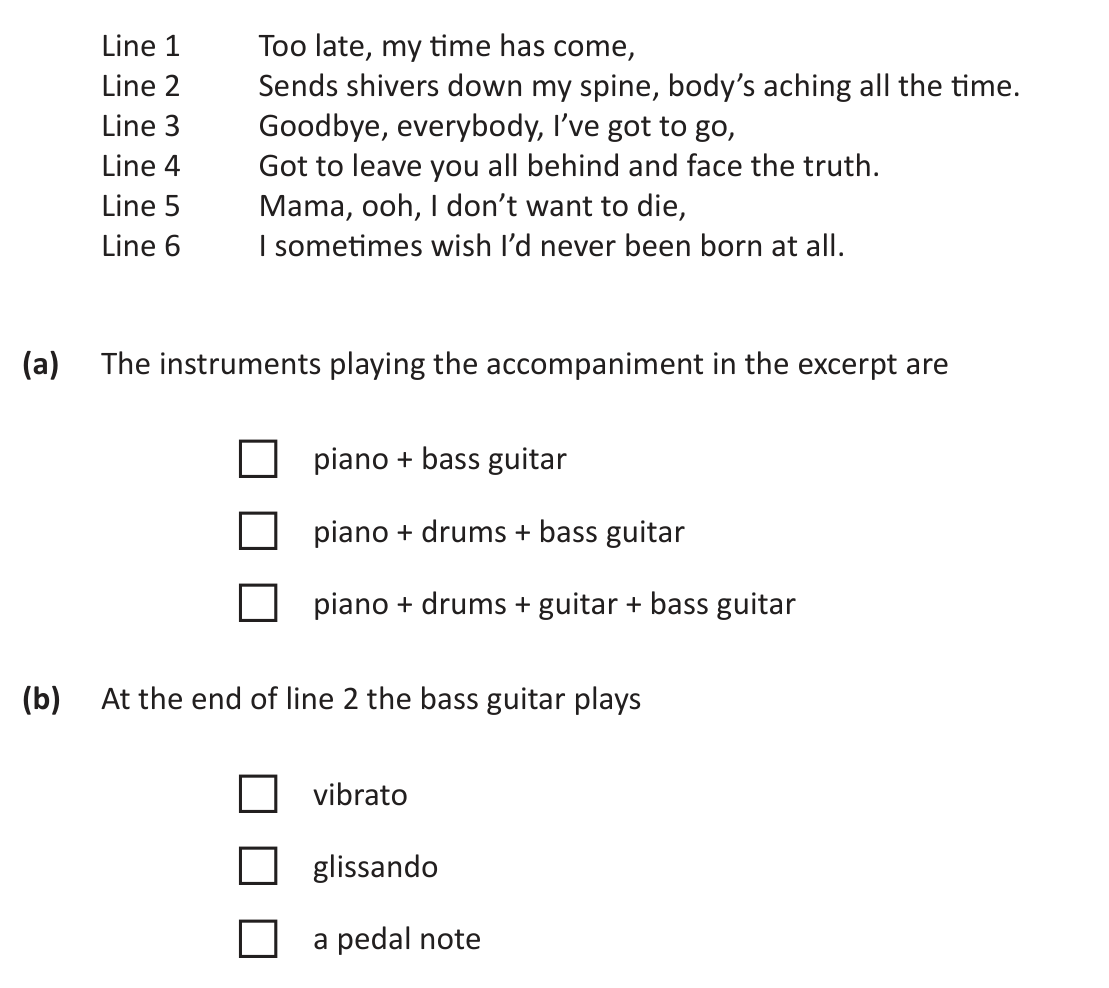 Line 1 Too late, my time has come,
Line 2 Sends shivers down my spine, body’s aching all the time.
Line 3 Goodbye, everybody, I’ve got to go,
Line 4 Got to leave you all behind and face the truth.
Line 5 Mama, ooh, I don’t want to die,
Line 6 I sometimes wish I’d never been born at all.
(a) The instruments playing the accompaniment in the excerpt are
piano + bass guitar
piano + drums + bass guitar
piano + drums + guitar + bass guitar
(b) At the end of line 2 the bass guitar plays
vibrato
glissando
a pedal note